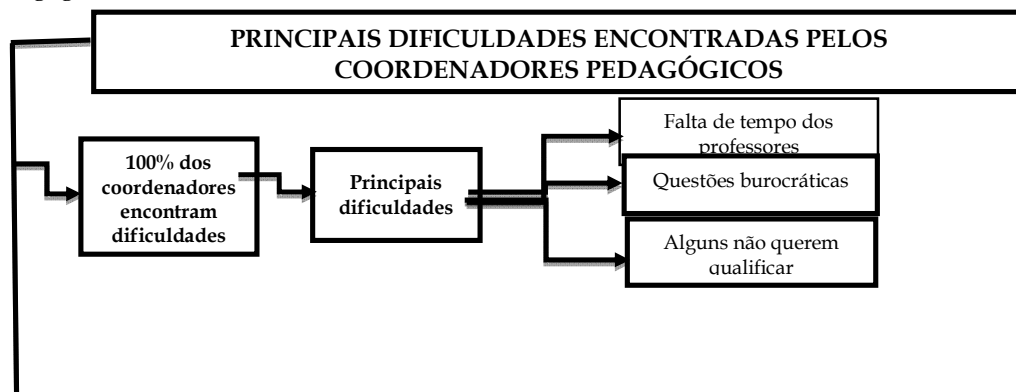 PRINCIPAIS DIFICULDADES ENCONTRADAS PELOS
COORDENADORES PEDAGÓGICOS
100% dos
coordenadores
encontram
dificuldades
Principais
dificuldades
Falta de tempo dos
professores
Questões burocráticas
Alguns não querem
qualificar